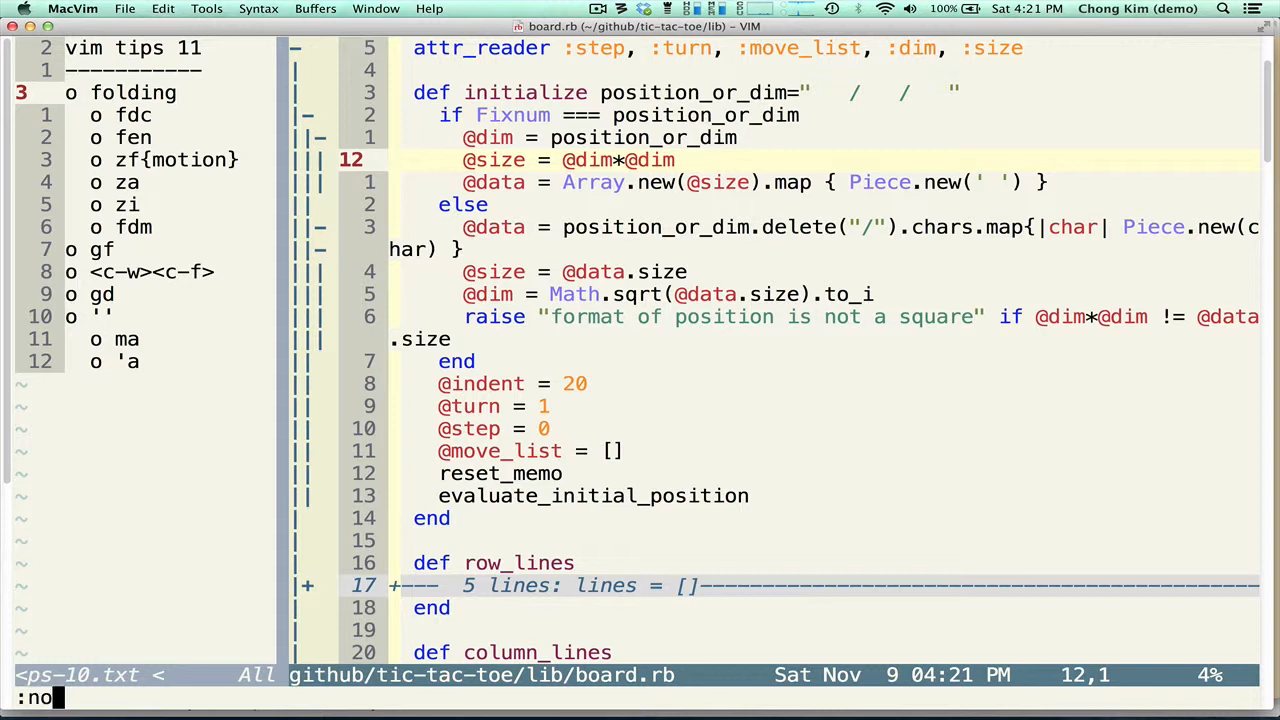 MacVim File Edit Tools Syntax Buffers Window Help 100% Sat 4:21 PM Chong Kim (demo)
board.rb (~/github/tic-tac-toe/lib) - VIM
2 vim tips 11
1 -----------
3 o folding
1 o fdc
2 o fen
3 o zf{motion}
4 o za
5 o zi
6 o fdm
7 o gf
8 o <c-w><c-f>
9 o gd
10 o ''
11 o ma
12 o 'a
~
~
~
~
~
~
~
~
~
~
~
~
~
<ps-10.txt < All
- 5 attr_reader :step, :turn, :move_list, :dim, :size
| 4
| 3 def initialize position_or_dim="   /   /   "
|- 2 if Fixnum === position_or_dim
||- 1 @dim = position_or_dim
||| 12 @size = @dim*@dim
||| 1 @data = Array.new(@size).map { Piece.new(' ') }
|| 2 else
||- 3 @data = position_or_dim.delete("/").chars.map{|char| Piece.new(c
||- har) }
||| 4 @size = @data.size
||| 5 @dim = Math.sqrt(@data.size).to_i
||| 6 raise "format of position is not a square" if @dim*@dim != @data
||| .size
|| 7 end
|| 8 @indent = 20
|| 9 @turn = 1
|| 10 @step = 0
|| 11 @move_list = []
|| 12 reset_memo
|| 13 evaluate_initial_position
| 14 end
| 15
| 16 def row_lines
|+ 17 +--- 5 lines: lines = []---------------------------------------------
| 18 end
| 19
| 20 def column_lines
github/tic-tac-toe/lib/board.rb Sat Nov 9 04:21 PM 12,1 4%
:no